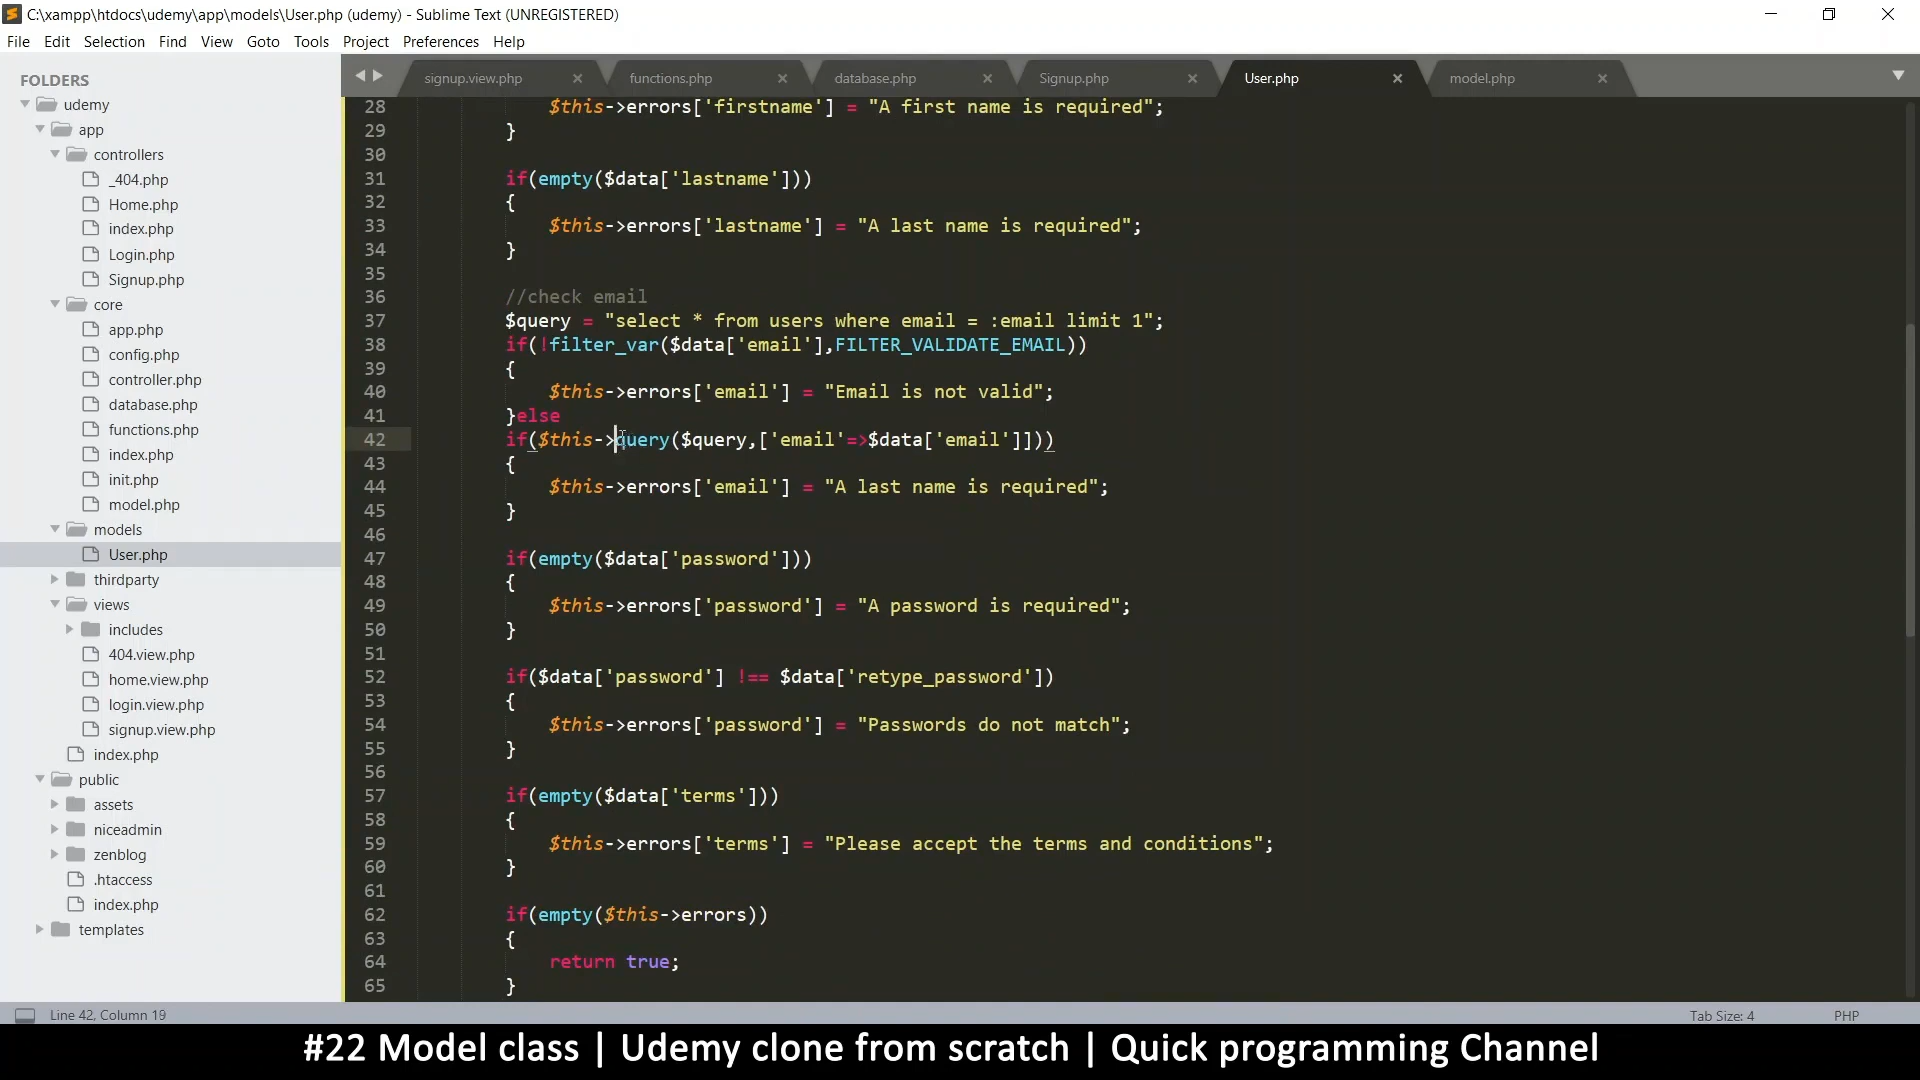 C:\xampp\htdocs\udemy\app\models\User.php (udemy) - Sublime Text (UNREGISTERED)
File Edit Selection Find View Goto Tools Project Preferences Help
FOLDERS
udemy
app
controllers
_404.php
Home.php
index.php
Login.php
Signup.php
core
app.php
config.php
controller.php
database.php
functions.php
index.php
init.php
model.php
models
User.php
thirdparty
views
includes
404.view.php
home.view.php
login.view.php
signup.view.php
index.php
public
assets
niceadmin
zenblog
.htaccess
index.php
templates
signup.view.php functions.php database.php Signup.php User.php model.php
28 $this->errors['firstname'] = "A first name is required";
29 }
30
31 if(empty($data['lastname']))
32 {
33 $this->errors['lastname'] = "A last name is required";
34 }
35
36 //check email
37 $query = "select * from users where email = :email limit 1";
38 if(!filter_var($data['email'],FILTER_VALIDATE_EMAIL))
39 {
40 $this->errors['email'] = "Email is not valid";
41 }else
42 if($this->query($query,['email'=>$data['email']]))
43 {
44 $this->errors['email'] = "A last name is required";
45 }
46
47 if(empty($data['password']))
48 {
49 $this->errors['password'] = "A password is required";
50 }
51
52 if($data['password'] !== $data['retype_password'])
53 {
54 $this->errors['password'] = "Passwords do not match";
55 }
56
57 if(empty($data['terms']))
58 {
59 $this->errors['terms'] = "Please accept the terms and conditions";
60 }
61
62 if(empty($this->errors))
63 {
64 return true;
65 }
Line 42, Column 19 Tab Size: 4 PHP
#22 Model class | Udemy clone from scratch | Quick programming Channel